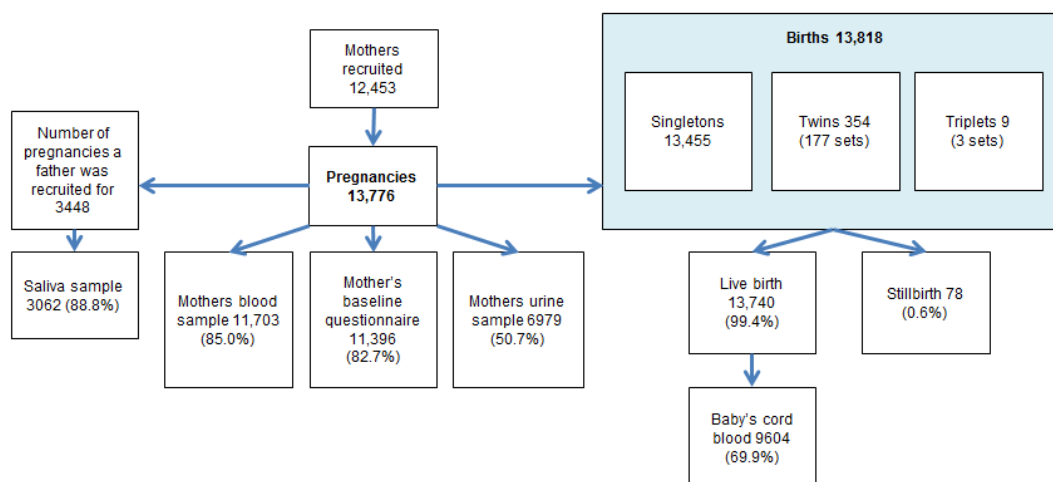 Mothers
recruited
12,453
Births 13,818
Singletons
13,455
Twins 354
(177 sets)
Triplets 9
(3 sets)
Number of
pregnancies a
father was
recruited for
3448
Pregnancies
13,776
Saliva sample
3062 (88.8%)
Mothers blood
sample 11,703
(85.0%)
Mother's
baseline
questionnaire
11,396
(82.7%)
Mothers urine
sample 6979
(50.7%)
Live birth
13,740
(99.4%)
Stillbirth 78
(0.6%)
Baby's cord
blood 9604
(69.9%)